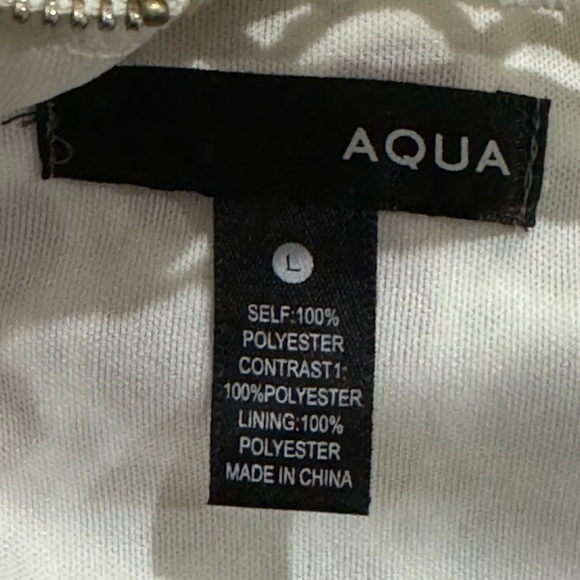 AQUA
L
SELF:100%
POLYESTER
CONTRAST1:
100%POLYESTER
LINING:100%
POLYESTER
MADE IN CHINA